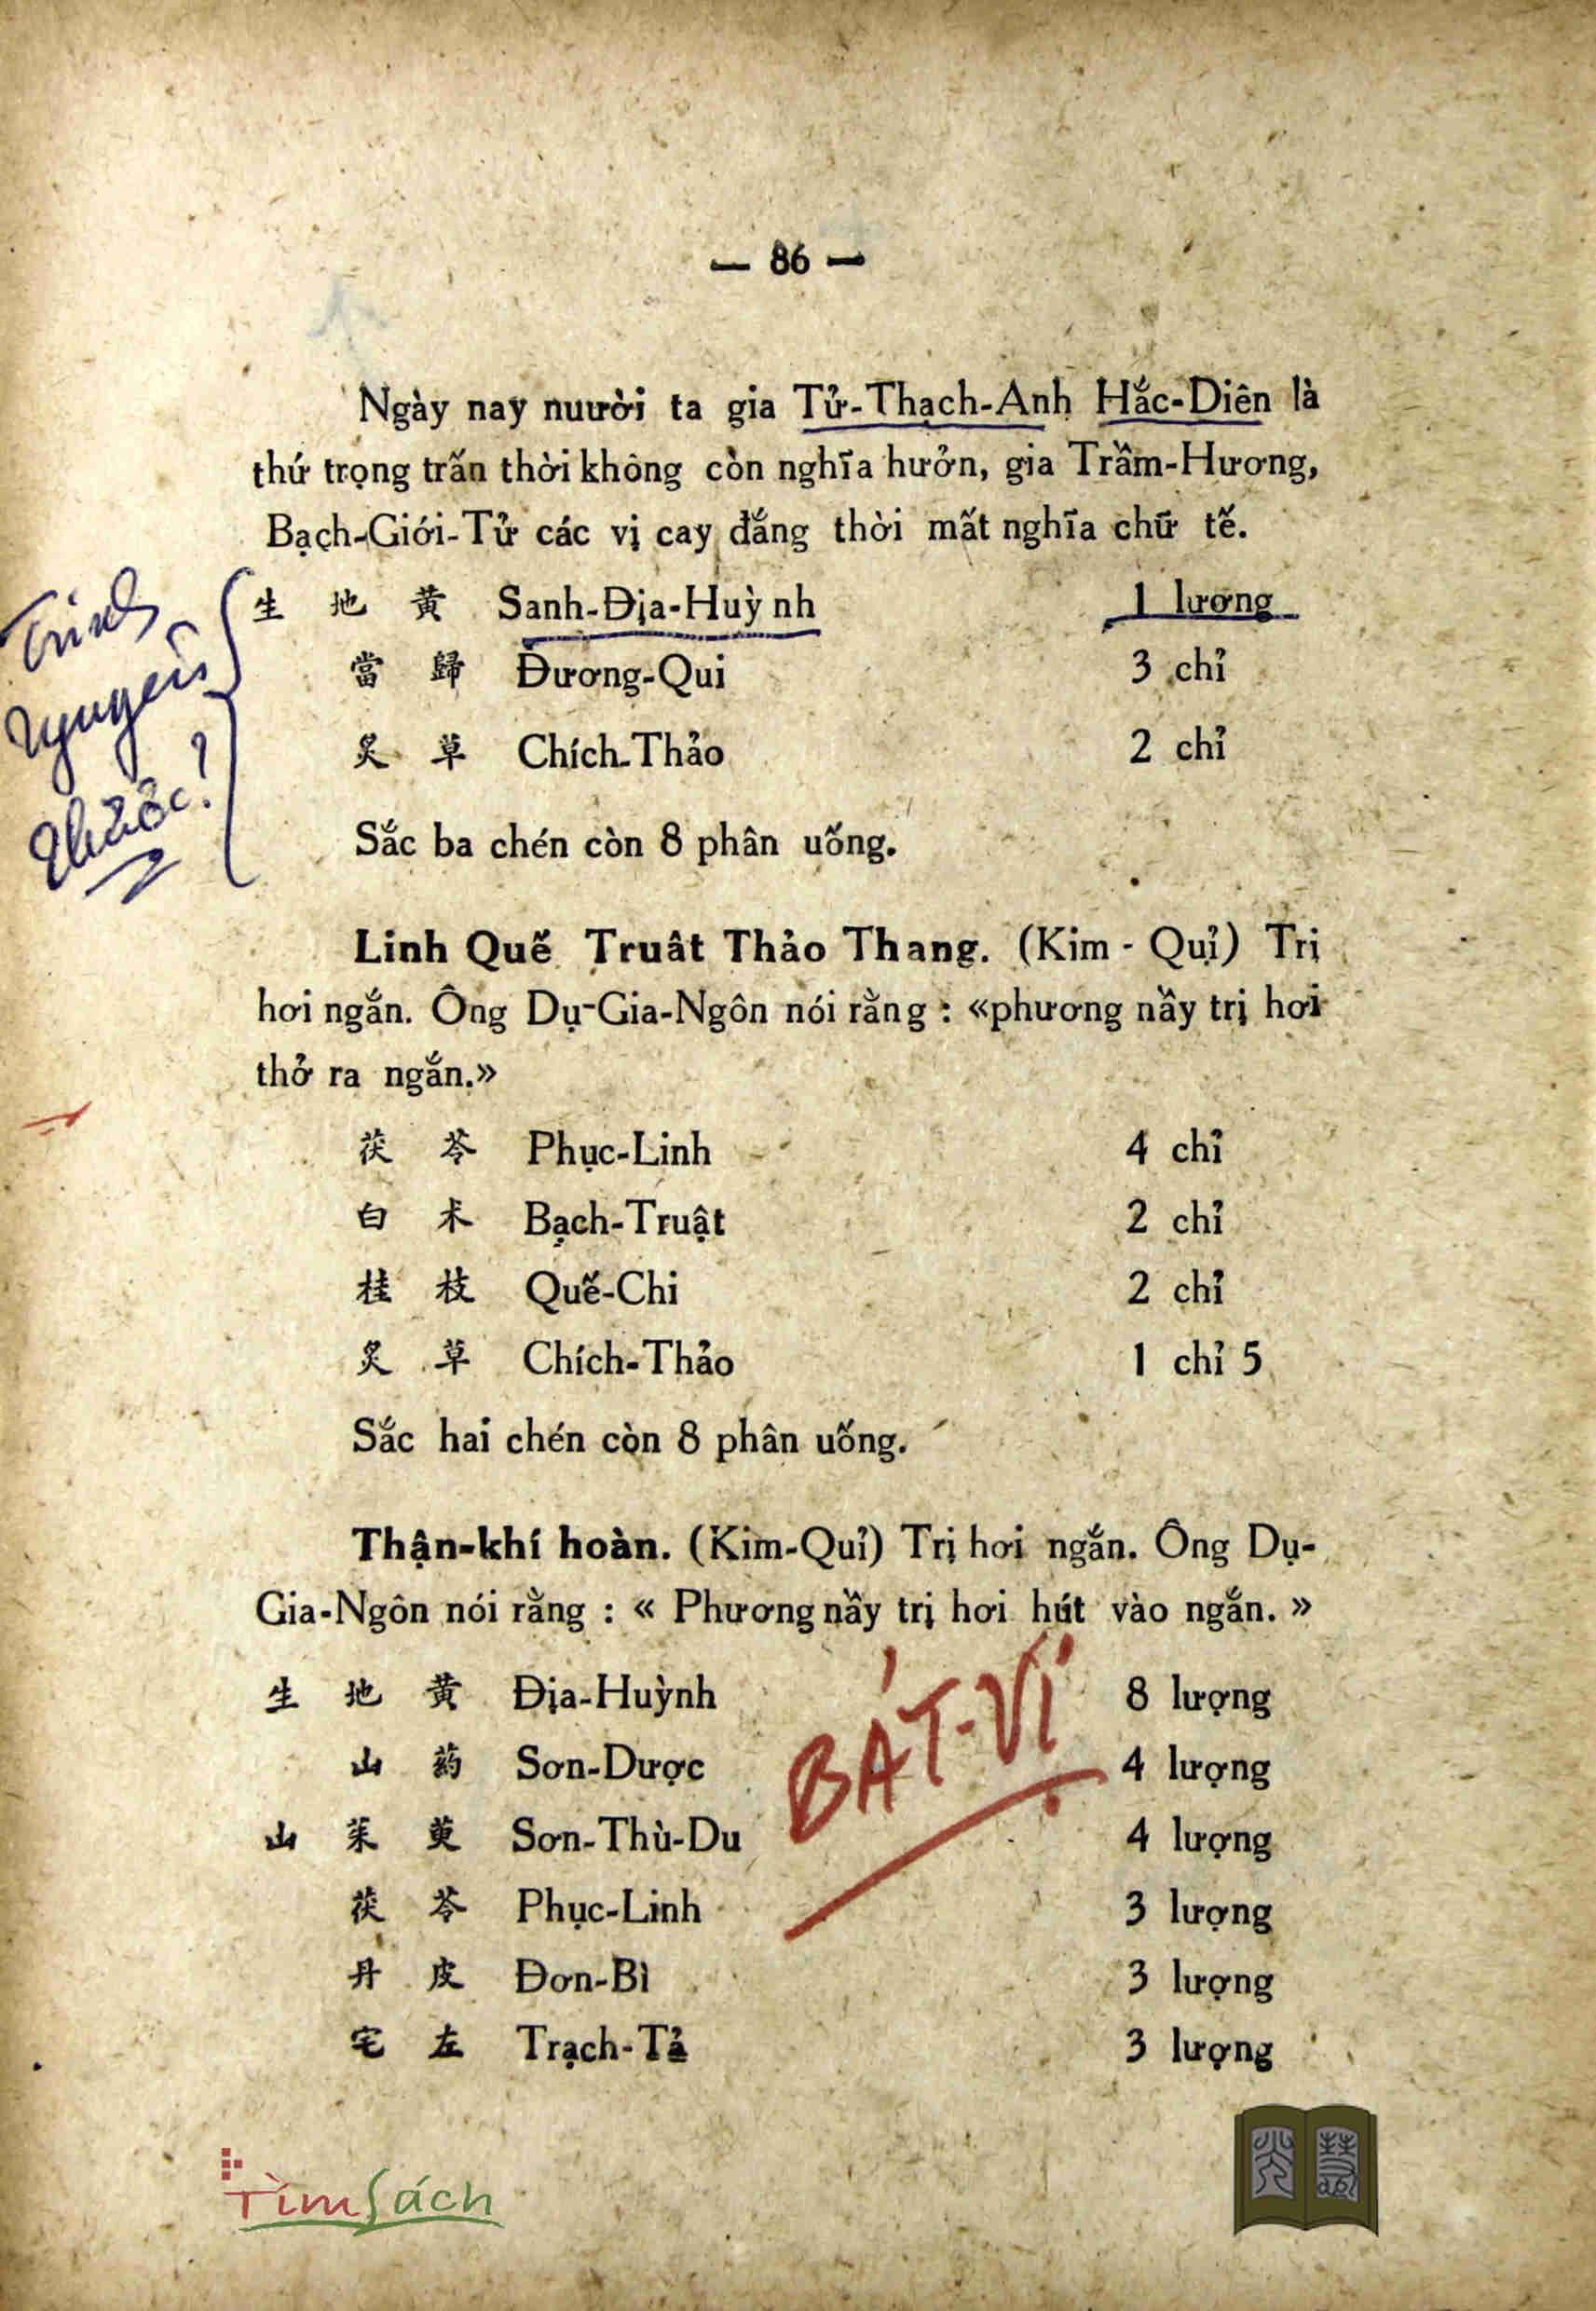 — 86 —
Ngày nay nuười ta gia Tử-Thạch-Anh Hắc-Diên là
thứ trọng trấn thời không còn nghĩa hưởn, gia Trầm-Hương,
Bạch-Giới-Tử các vị cay đắng thời mất nghĩa chữ tế.
生 地 黄 Sanh-Địa-Huỳnh 1 lượng
當 歸 Đương-Qui 3 chỉ
炙 草 Chích-Thảo 2 chỉ
Sắc ba chén còn 8 phân uống.
Trinh
Nguyên
Linh Quế Truât Thảo Thang. (Kim - Quỉ) Trị
hơi ngắn. Ông Dụ-Gia-Ngôn nói rằng : «phương nầy trị hơi
thở ra ngắn.»
茯 苓 Phục-Linh 4 chỉ
白 术 Bạch-Truật 2 chỉ
桂 枝 Quế-Chi 2 chỉ
炙 草 Chích-Thảo 1 chỉ 5
Sắc hai chén còn 8 phân uống.
Thận-khí hoàn. (Kim-Quỉ) Trị hơi ngắn. Ông Dụ-
Gia-Ngôn nói rằng : « Phương nầy trị hơi hút vào ngắn. »
生 地 黄 Địa-Huỳnh 8 lượng
BÁT-VỊ
山 药 Sơn-Dược 4 lượng
山 茱 萸 Sơn-Thù-Du 4 lượng
茯 苓 Phục-Linh 3 lượng
丹 皮 Đơn-Bì 3 lượng
宅 左 Trạch-Tả 3 lượng
TìmSách